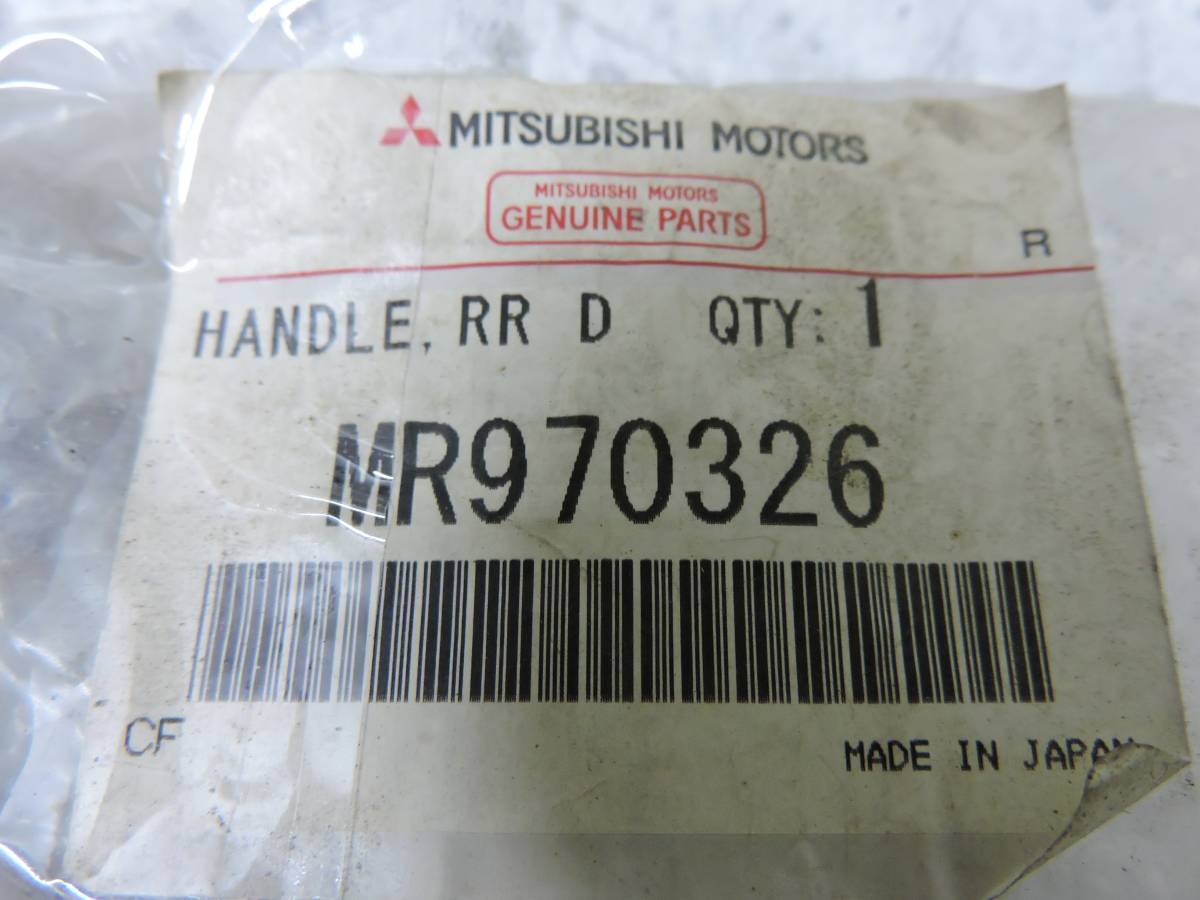 MITSUBISHI MOTORS
MITSUBISHI MOTORS
GENUINE PARTS
R
HANDLE, RR D QTY: 1
MR970326
CF
MADE IN JAPAN